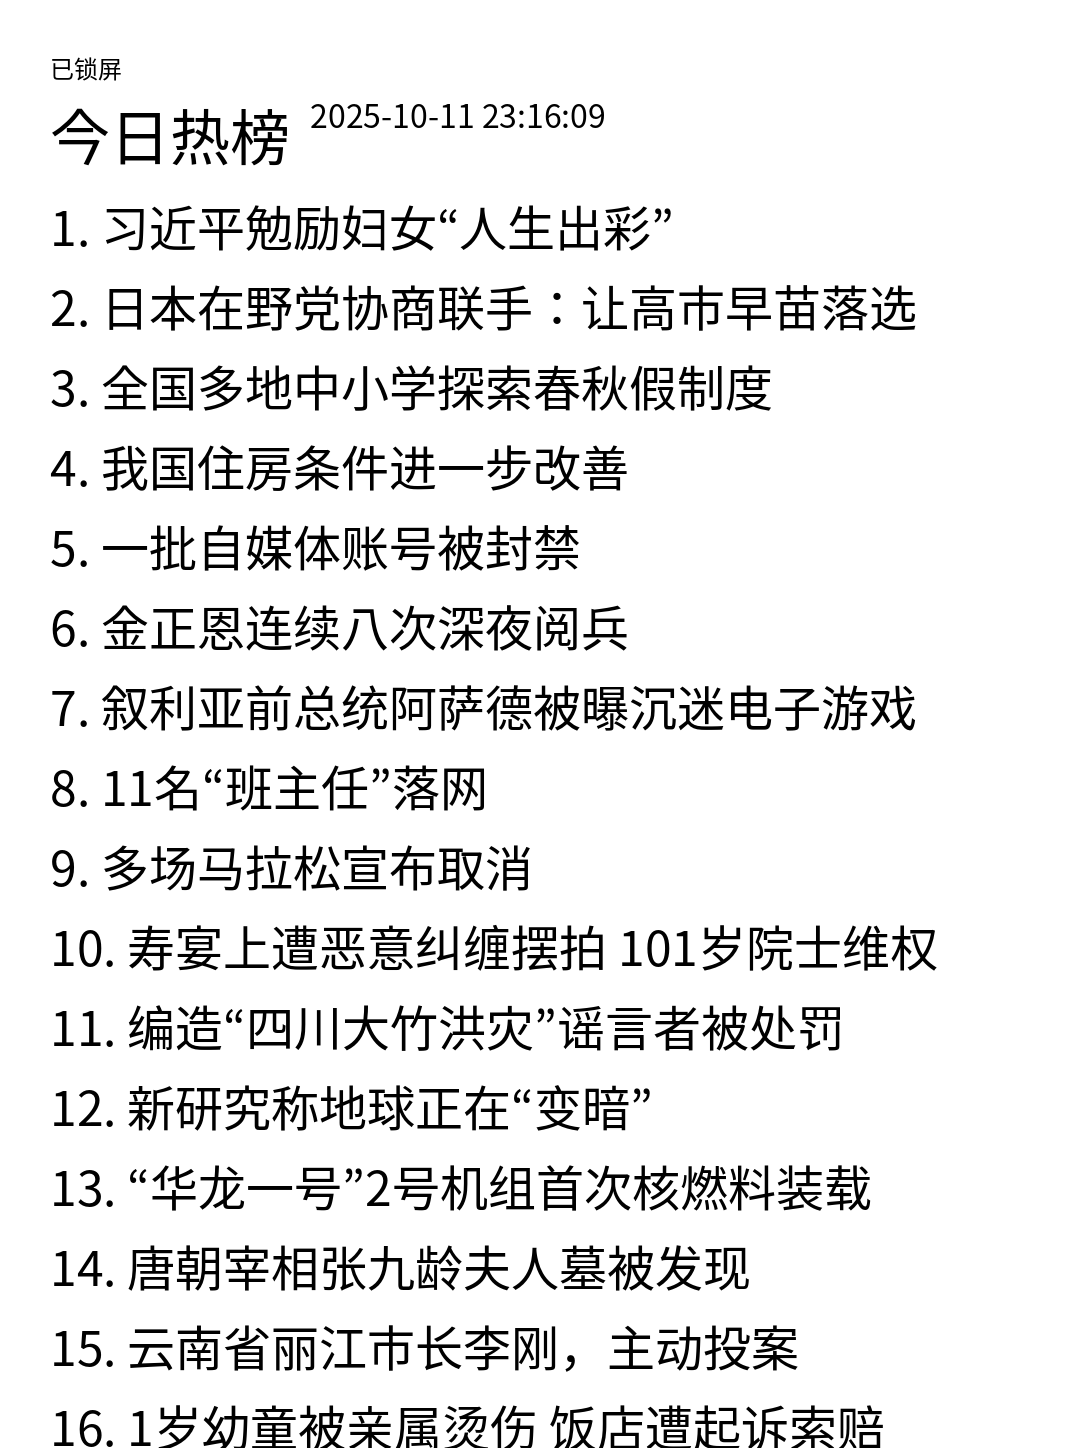 已锁屏
今日热榜 2025-10-11 23:16:09
1. 习近平勉励妇女“人生出彩”
2. 日本在野党协商联手：让高市早苗落选
3. 全国多地中小学探索春秋假制度
4. 我国住房条件进一步改善
5. 一批自媒体账号被封禁
6. 金正恩连续八次深夜阅兵
7. 叙利亚前总统阿萨德被曝沉迷电子游戏
8. 11名“班主任”落网
9. 多场马拉松宣布取消
10. 寿宴上遭恶意纠缠摆拍 101岁院士维权
11. 编造“四川大竹洪灾”谣言者被处罚
12. 新研究称地球正在“变暗”
13. “华龙一号”2号机组首次核燃料装载
14. 唐朝宰相张九龄夫人墓被发现
15. 云南省丽江市长李刚，主动投案
16. 1岁幼童被亲属烫伤 饭店遭起诉索赔